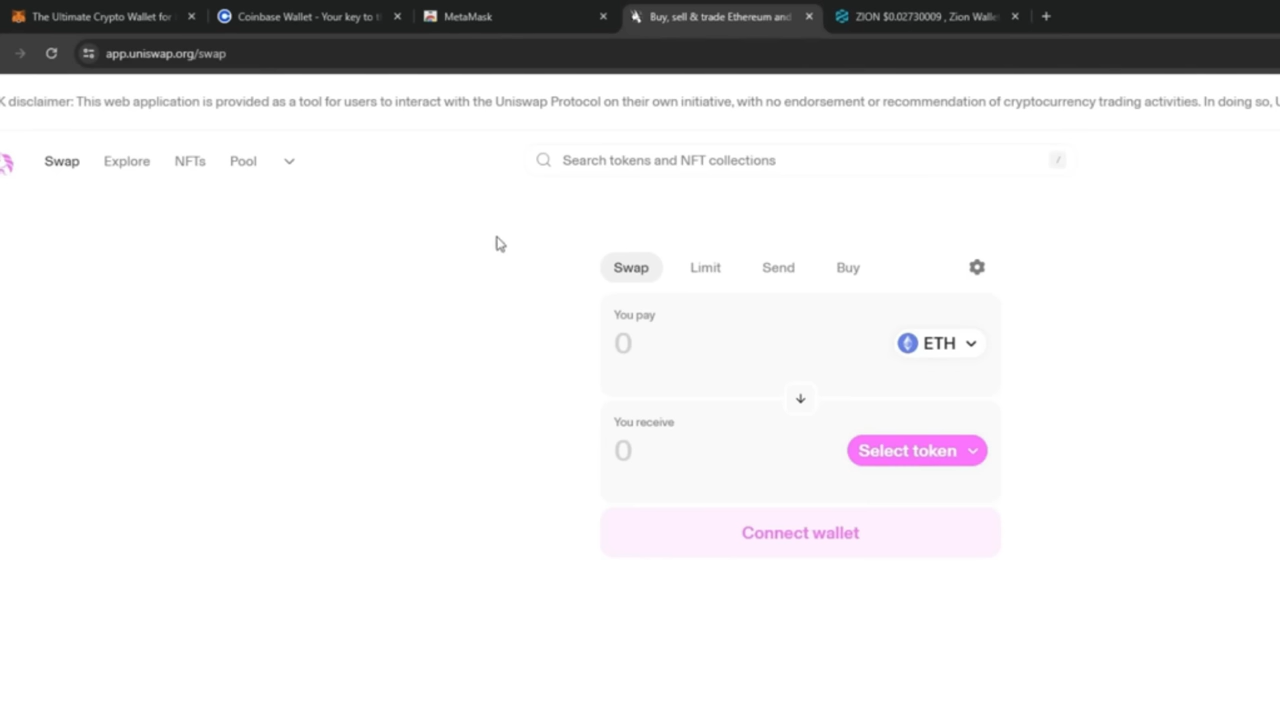 The Ultimate Crypto Wallet for
Coinbase Wallet - Your key to
MetaMask
Buy, sell & trade Ethereum and
ZION $0.02730009 , Zion Walle
app.uniswap.org/swap
K disclaimer: This web application is provided as a tool for users to interact with the Uniswap Protocol on their own initiative, with no endorsement or recommendation of cryptocurrency trading activities. In doing so,
Swap
Explore
NFTs
Pool
Search tokens and NFT collections
/
Swap
Limit
Send
Buy
You pay
0
ETH
You receive
0
Select token
Connect wallet